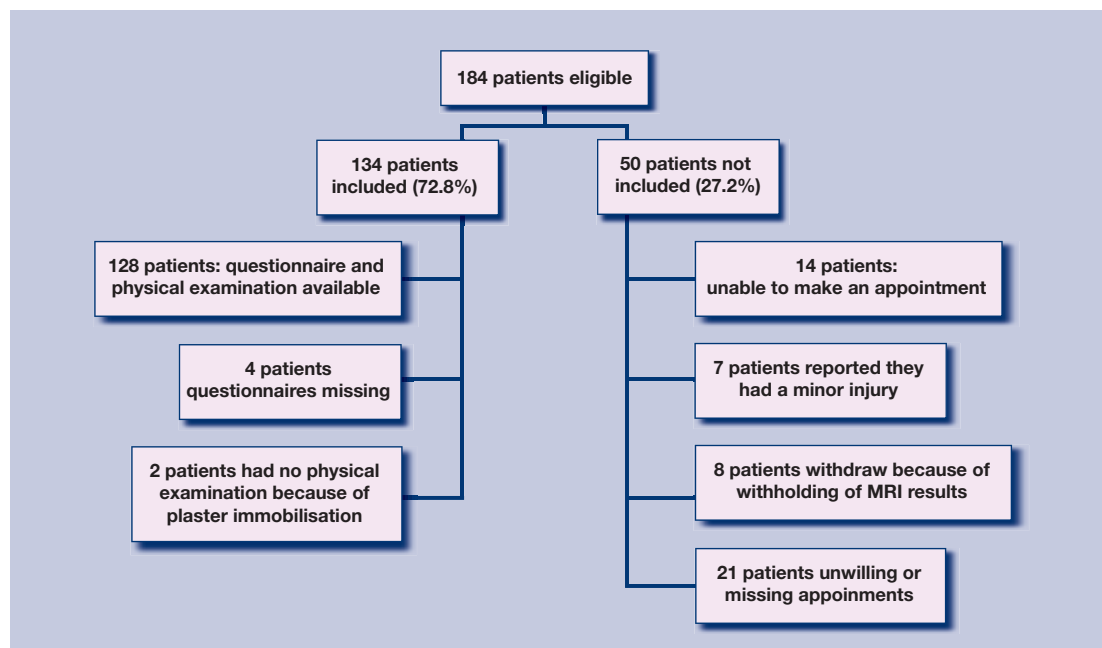 184 patients eligible
134 patients
included (72.8%)
50 patients not
included (27.2%)
128 patients: questionnaire and
physical examination available
4 patients
questionnaires missing
2 patients had no physical
examination because of
plaster immobilisation
14 patients:
unable to make an appointment
7 patients reported they
had a minor injury
8 patients withdraw because of
withholding of MRI results
21 patients unwilling or
missing appoinments